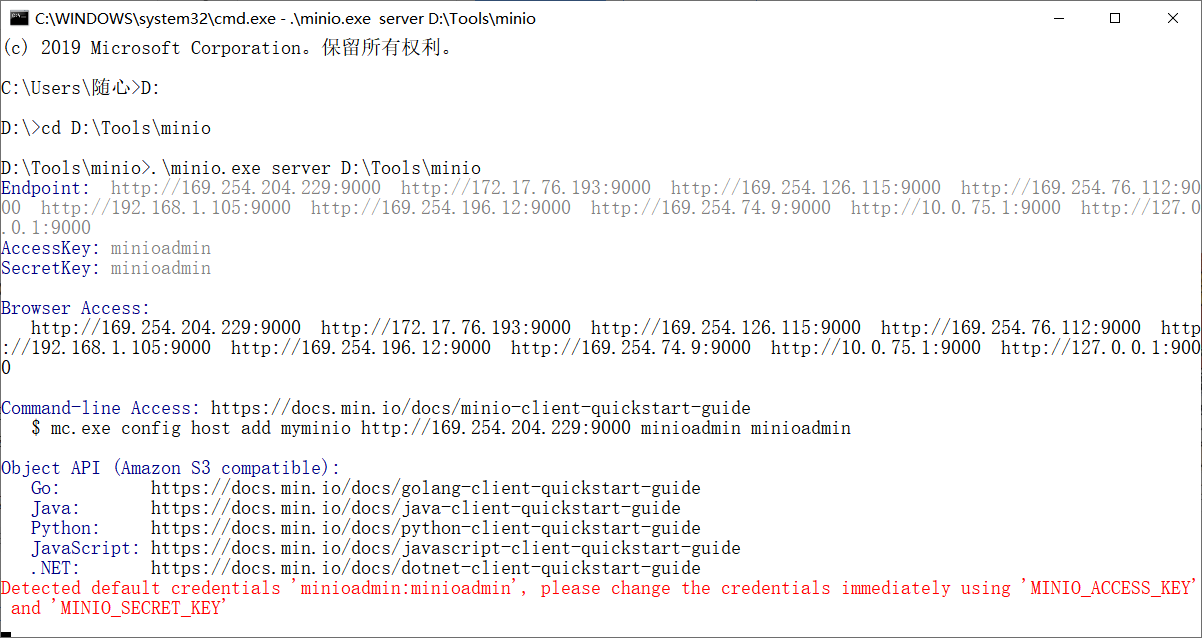 C:\WINDOWS\system32\cmd.exe - .\minio.exe  server D:\Tools\minio
(c) 2019 Microsoft Corporation。保留所有权利。
C:\Users\随心>D:
D:\>cd D:\Tools\minio
D:\Tools\minio>.\minio.exe server D:\Tools\minio
Endpoint:  http://169.254.204.229:9000  http://172.17.76.193:9000  http://169.254.126.115:9000  http://169.254.76.112:90
00  http://192.168.1.105:9000  http://169.254.196.12:9000  http://169.254.74.9:9000  http://10.0.75.1:9000  http://127.0
.0.1:9000
AccessKey: minioadmin
SecretKey: minioadmin
Browser Access:
   http://169.254.204.229:9000  http://172.17.76.193:9000  http://169.254.126.115:9000  http://169.254.76.112:9000  http
://192.168.1.105:9000  http://169.254.196.12:9000  http://169.254.74.9:9000  http://10.0.75.1:9000  http://127.0.0.1:900
0
Command-line Access: https://docs.min.io/docs/minio-client-quickstart-guide
   $ mc.exe config host add myminio http://169.254.204.229:9000 minioadmin minioadmin
Object API (Amazon S3 compatible):
   Go:         https://docs.min.io/docs/golang-client-quickstart-guide
   Java:       https://docs.min.io/docs/java-client-quickstart-guide
   Python:     https://docs.min.io/docs/python-client-quickstart-guide
   JavaScript: https://docs.min.io/docs/javascript-client-quickstart-guide
   .NET:       https://docs.min.io/docs/dotnet-client-quickstart-guide
Detected default credentials 'minioadmin:minioadmin', please change the credentials immediately using 'MINIO_ACCESS_KEY'
 and 'MINIO_SECRET_KEY'